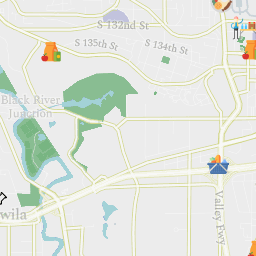 S 132nd St
S 135th St
S 134th St
Black River
Junction
wila
Valley Fwy